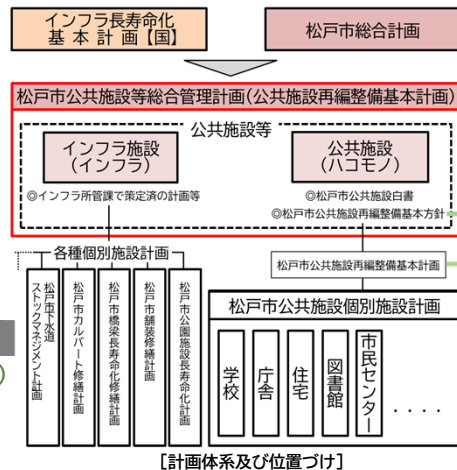 インフラ長寿命化
基本計画【国】
松戸市総合計画
松戸市公共施設等総合管理計画(公共施設再編整備基本計画)
公共施設等
インフラ施設
(インフラ)
公共施設
(ハコモノ)
◎インフラ所管課で策定済の計画等
◎松戸市公共施設白書
◎松戸市公共施設再編整備基本方針
各種個別施設計画
松戸市公共施設再編整備基本計画
松戸市下水道
ストックマネジメント計画
松戸市カルバート修繕計画
松戸市橋梁長寿命化修繕計画
松戸市舗装修繕計画
松戸市公園施設長寿命化計画
松戸市公共施設個別施設計画
学校
庁舎
住宅
図書館
市民センター
....
)
[計画体系及び位置づけ]